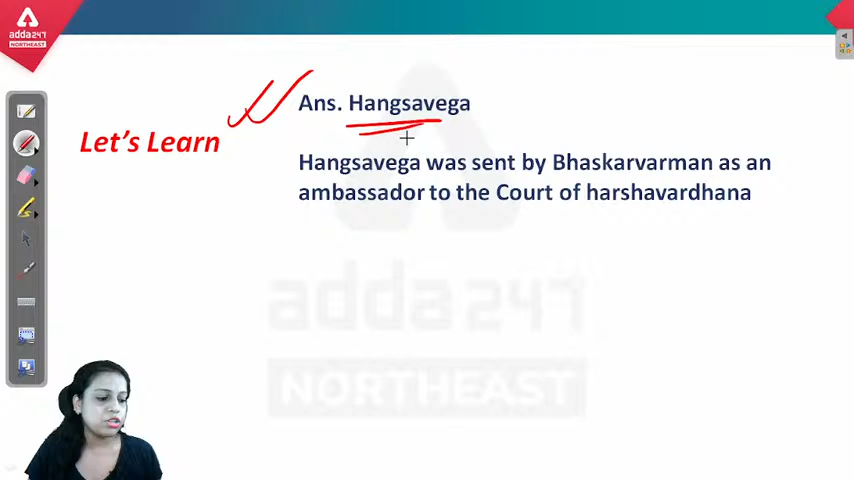 adda247
NORTHEAST
Ans. Hangsavega
Let's Learn
Hangsavega was sent by Bhaskarvarman as an
ambassador to the Court of harshavardhana
adda247
NORTHEAST